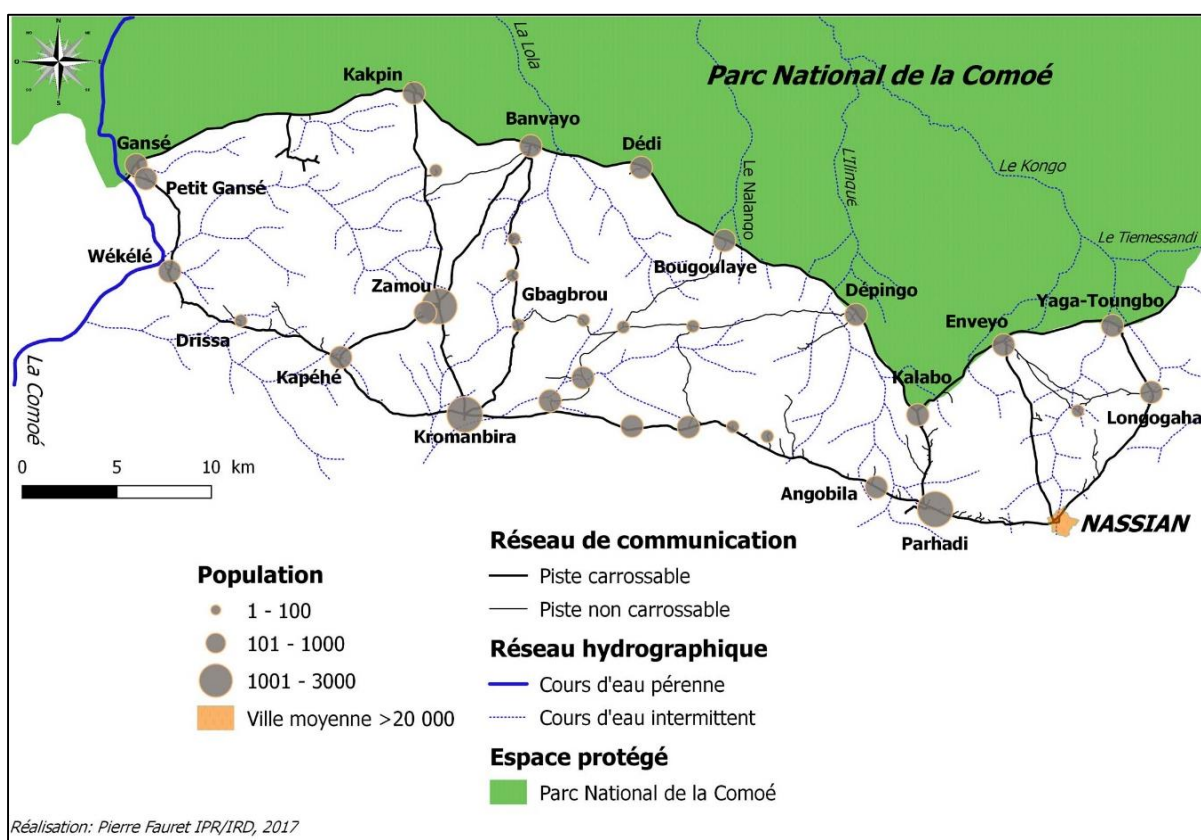 Parc National de la Comoé
La Lola
Kakpin
Banvayo
Dédi
Gansé
Petit Gansé
Le Nalanqo
L'Ilinque
Le Kongo
Le Tiemessandi
Wékélé
Bougoulaye
Zamou
Gbagbrou
Dépingo
Yaga-Toungbo
Enveyo
Drissa
Kapéhé
Kalabo
Longogaha
La Comoé
Kromanbira
0 5 10 km
Angobila
Parhadi
NASSIAN
Population
1 - 100
101 - 1000
1001 - 3000
Ville moyenne >20 000
Réseau de communication
Piste carrossable
Piste non carrossable
Réseau hydrographique
Cours d'eau pérenne
Cours d'eau intermittent
Espace protégé
Parc National de la Comoé
Réalisation: Pierre Fauret IPR/IRD, 2017